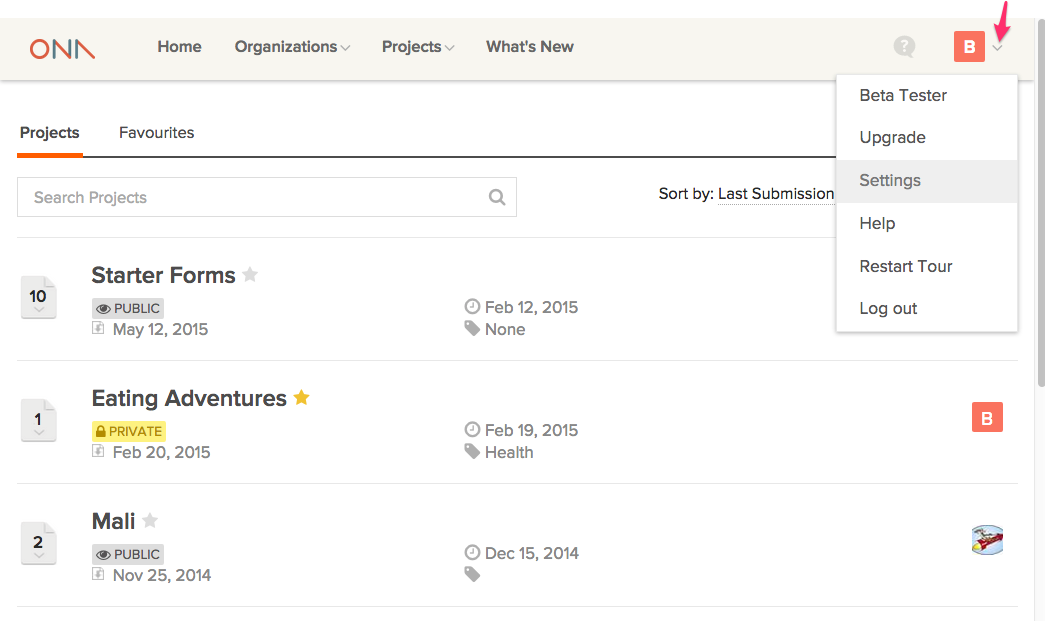 ONA Home Organizations Projects What's New ? B
Beta Tester
Upgrade
Settings
Help
Restart Tour
Log out
Projects Favourites
Search Projects Sort by: Last Submission
10
Starter Forms
PUBLIC
May 12, 2015
Feb 12, 2015
None
1
Eating Adventures
PRIVATE
Feb 20, 2015
Feb 19, 2015
Health
B
2
Mali
PUBLIC
Nov 25, 2014
Dec 15, 2014